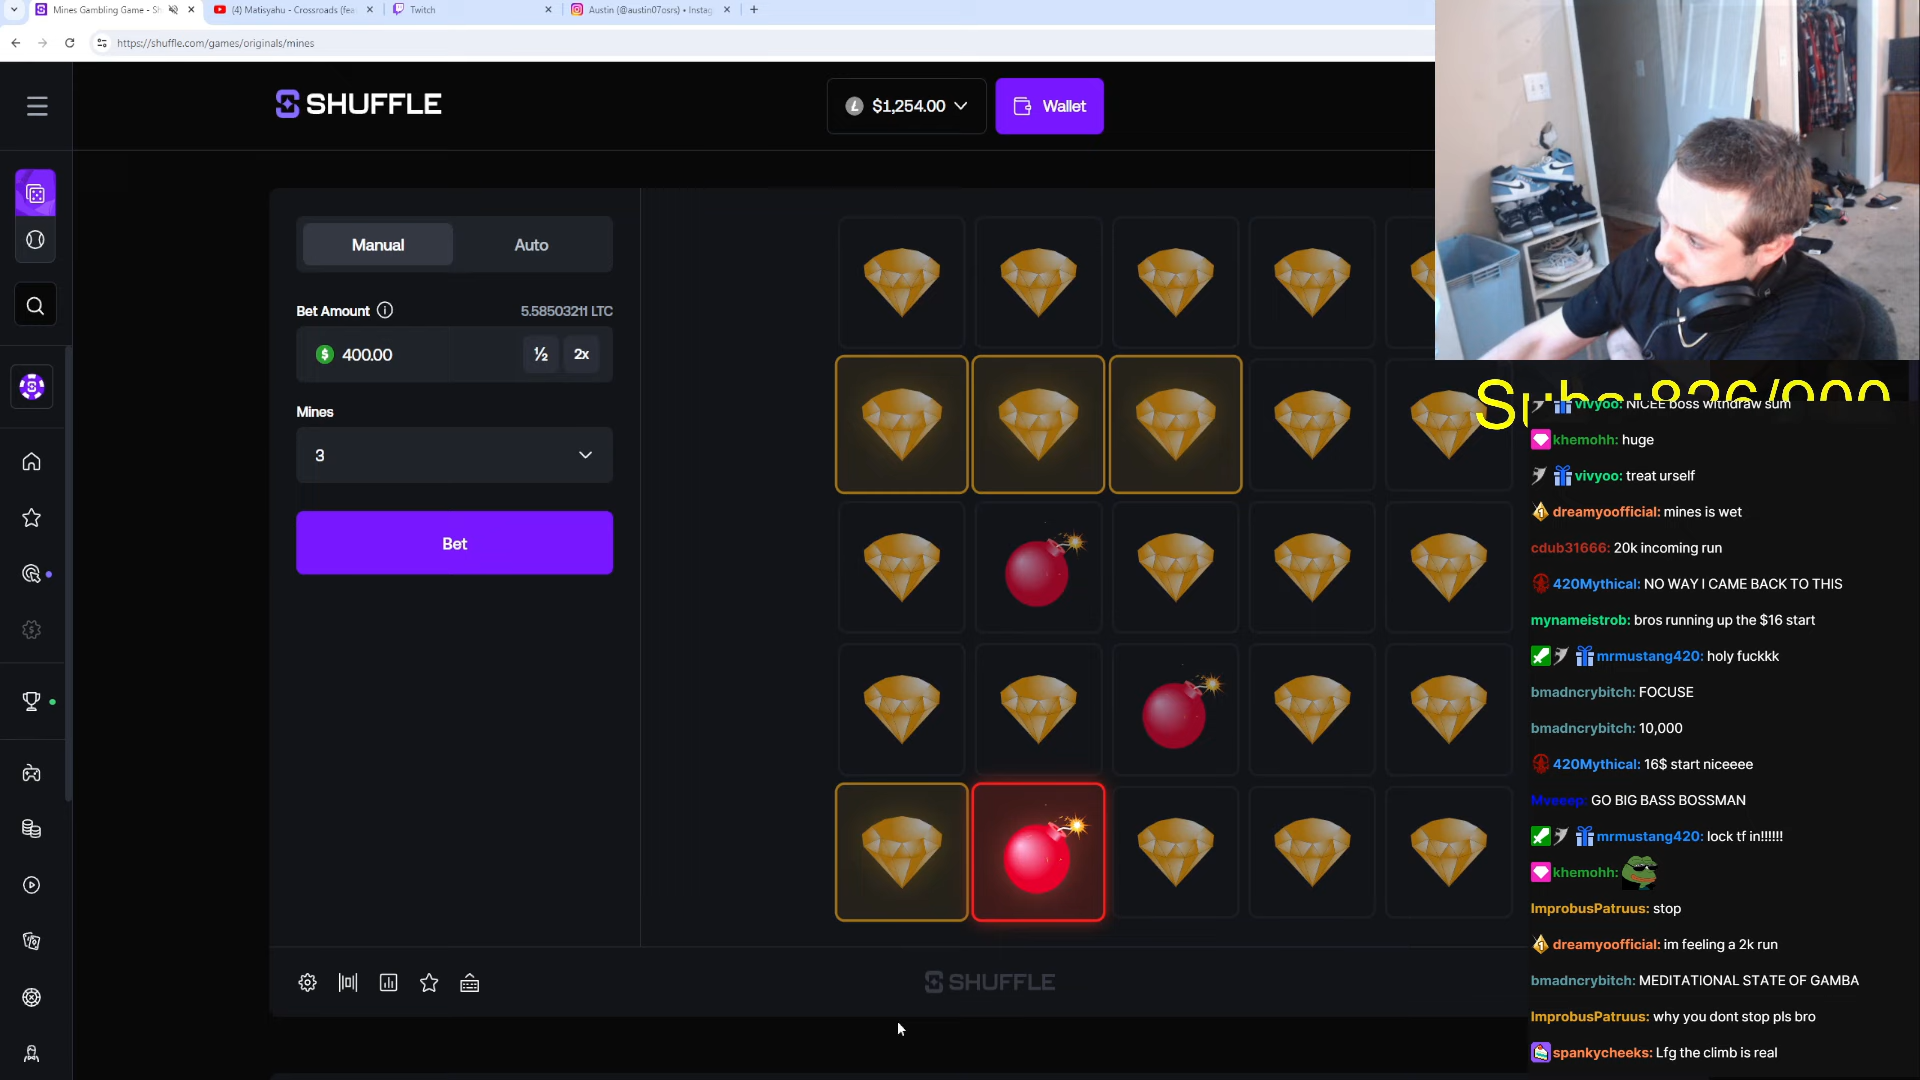 Mines Gambling Game - Sh
(4) Matisyahu - Crossroads (fea
Twitch
Austin (@austin07osrs) • Instag
https://shuffle.com/games/originals/mines
SHUFFLE
$1,254.00
Wallet
Manual
Auto
Bet Amount
5.58503211 LTC
400.00
½
2x
Mines
3
Bet
SHUFFLE
vivyoo: NICEE boss withdraw sum
khemohh: huge
vivyoo: treat urself
dreamyoofficial: mines is wet
cdub31666: 20k incoming run
420Mythical: NO WAY I CAME BACK TO THIS
mynameistrob: bros running up the $16 start
mrmustang420: holy fuckkk
bmadncrybitch: FOCUSE
bmadncrybitch: 10,000
420Mythical: 16$ start niceeee
Mveeep: GO BIG BASS BOSSMAN
mrmustang420: lock tf in!!!!!!
khemohh:
ImprobusPatruus: stop
dreamyoofficial: im feeling a 2k run
bmadncrybitch: MEDITATIONAL STATE OF GAMBA
ImprobusPatruus: why you dont stop pls bro
spankycheeks: Lfg the climb is real